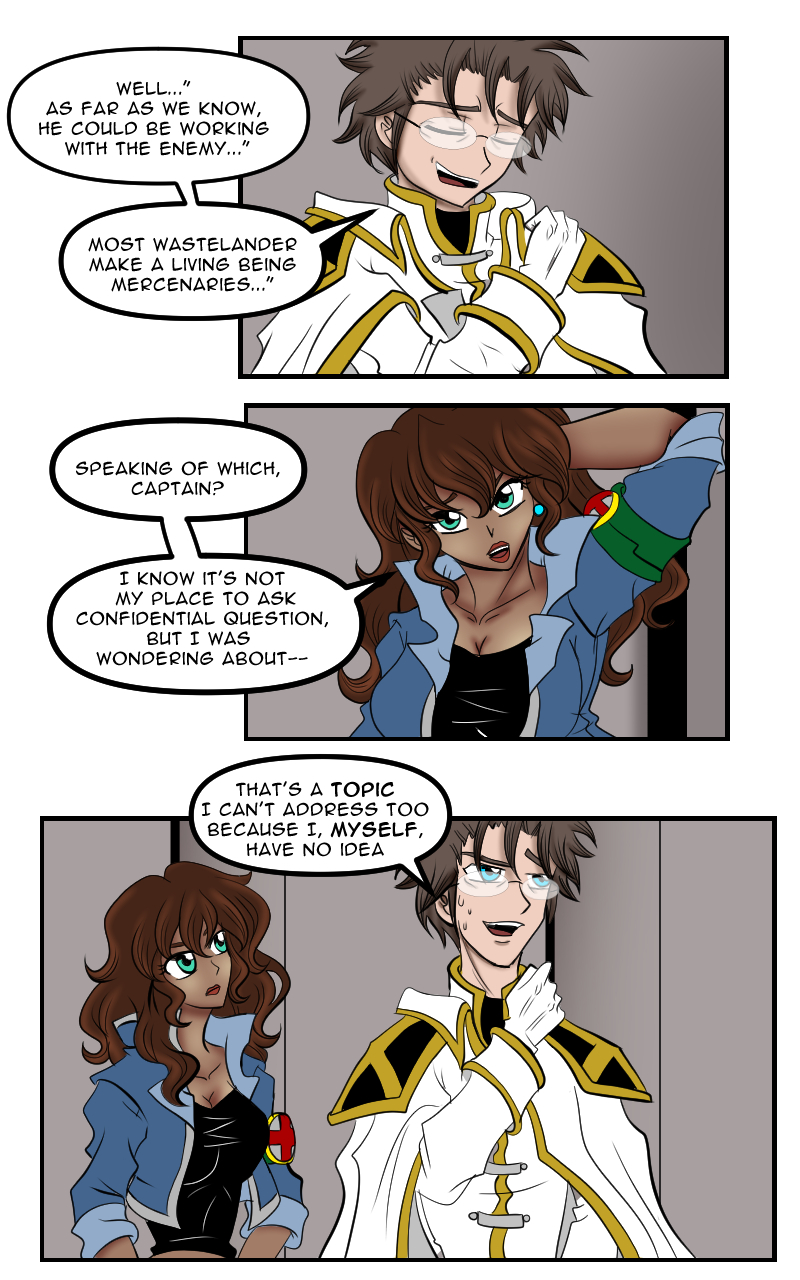 WELL..."
AS FAR AS WE KNOW,
HE COULD BE WORKING
WITH THE ENEMY..."
MOST WASTELANDER
MAKE A LIVING BEING
MERCENARIES..."
SPEAKING OF WHICH,
CAPTAIN?
I KNOW IT'S NOT
MY PLACE TO ASK
CONFIDENTIAL QUESTION,
BUT I WAS
WONDERING ABOUT--
THAT'S A TOPIC
I CAN'T ADDRESS TOO
BECAUSE I, MYSELF,
HAVE NO IDEA